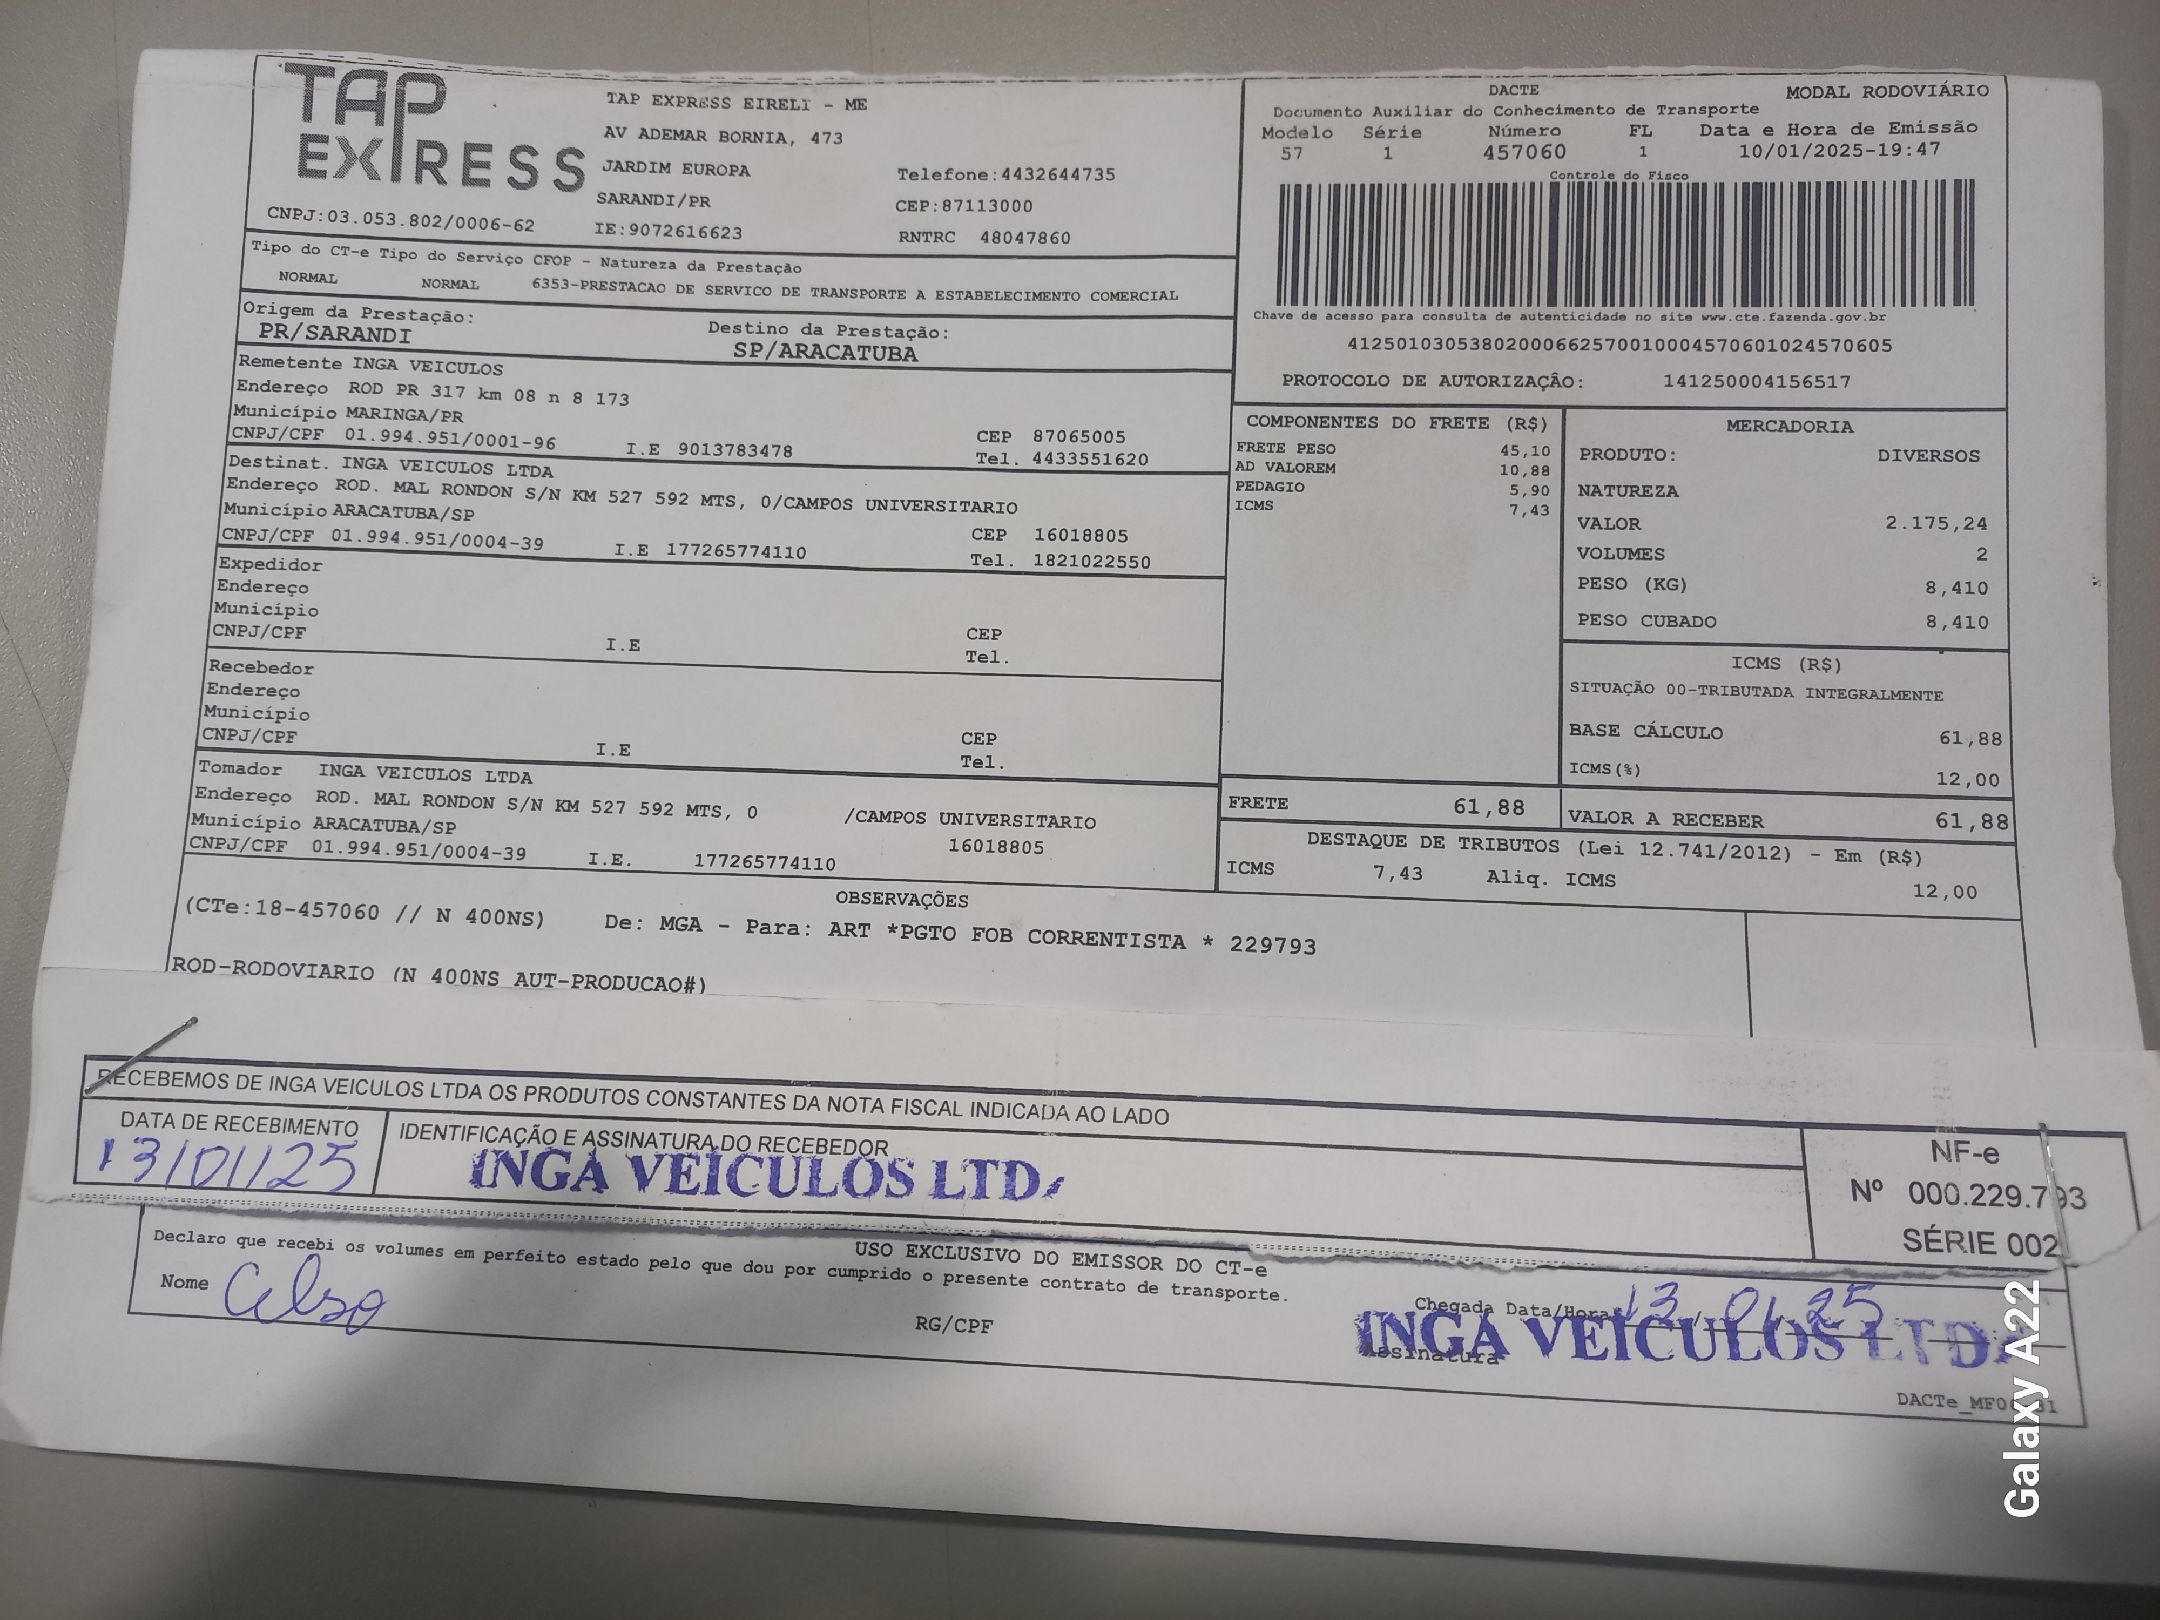 TAP EXPRESS
TAP EXPRESS EIRELI - ME
AV ADEMAR BORNIA, 473
JARDIM EUROPA Telefone:4432644735
SARANDI/PR CEP:87113000
CNPJ:03.053.802/0006-62 IE:9072616623 RNTRC 48047860
DACTE MODAL RODOVIÁRIO
Documento Auxiliar do Conhecimento de Transporte
Modelo Série Número FL Data e Hora de Emissão
57 1 457060 1 10/01/2025-19:47
Controle do Fisco
Chave de acesso para consulta de autenticidade no site www.cte.fazenda.gov.br
41250103053802000662570010004570601024570605
PROTOCOLO DE AUTORIZAÇÃO: 141250004156517
Tipo do CT-e Tipo do Serviço CFOP - Natureza da Prestação
NORMAL NORMAL 6353-PRESTACAO DE SERVICO DE TRANSPORTE A ESTABELECIMENTO COMERCIAL
Origem da Prestação: Destino da Prestação:
PR/SARANDI SP/ARACATUBA
Remetente INGA VEICULOS
Endereço ROD PR 317 km 08 n 8 173
Município MARINGA/PR CEP 87065005
CNPJ/CPF 01.994.951/0001-96 I.E 9013783478 Tel. 4433551620
Destinat. INGA VEICULOS LTDA
Endereço ROD. MAL RONDON S/N KM 527 592 MTS, 0/CAMPOS UNIVERSITARIO
Município ARACATUBA/SP CEP 16018805
CNPJ/CPF 01.994.951/0004-39 I.E 177265774110 Tel. 1821022550
Expedidor
Endereço
Município CEP
CNPJ/CPF I.E Tel.
Recebedor
Endereço
Município CEP
CNPJ/CPF I.E Tel.
Tomador INGA VEICULOS LTDA
Endereço ROD. MAL RONDON S/N KM 527 592 MTS, 0 /CAMPOS UNIVERSITARIO
Município ARACATUBA/SP 16018805
CNPJ/CPF 01.994.951/0004-39 I.E. 177265774110
COMPONENTES DO FRETE (R$)
FRETE PESO 45,10
AD VALOREM 10,88
PEDAGIO 5,90
ICMS 7,43
MERCADORIA
PRODUTO: DIVERSOS
NATUREZA
VALOR 2.175,24
VOLUMES 2
PESO (KG) 8,410
PESO CUBADO 8,410
ICMS (R$)
SITUAÇÃO 00-TRIBUTADA INTEGRALMENTE
BASE CÁLCULO 61,88
ICMS(%) 12,00
FRETE 61,88 VALOR A RECEBER 61,88
DESTAQUE DE TRIBUTOS (Lei 12.741/2012) - Em (R$)
ICMS 7,43 Aliq. ICMS 12,00
OBSERVAÇÕES
(CTe:18-457060 // N 400NS) De: MGA - Para: ART *PGTO FOB CORRENTISTA * 229793
ROD-RODOVIARIO (N 400NS AUT-PRODUCAO#)
RECEBEMOS DE INGA VEICULOS LTDA OS PRODUTOS CONSTANTES DA NOTA FISCAL INDICADA AO LADO
DATA DE RECEBIMENTO IDENTIFICAÇÃO E ASSINATURA DO RECEBEDOR
13/01/25 INGÁ VEÍCULOS LTD
NF-e
Nº 000.229.793
SÉRIE 002
USO EXCLUSIVO DO EMISSOR DO CT-e
Declaro que recebi os volumes em perfeito estado pelo que dou por cumprido o presente contrato de transporte.
Nome Celso RG/CPF Chegada Data/Hora 13/01/25
INGÁ VEÍCULOS LTDA
Assinatura
Galaxy A22